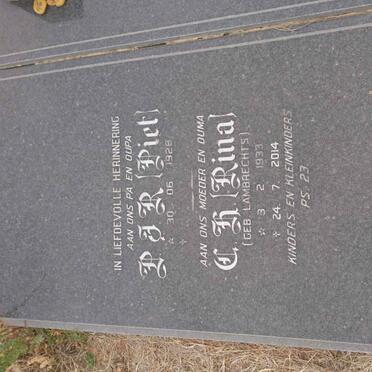 IN LIEFDEVOLLE HERINNERING
AAN ONS PA EN OUPA
P J R (Piet)
☆ 30 . 06 . 1928
✝
AAN ONS MOEDER EN OUMA
C H (Rina)
(GEB LAMBRECHTS)
☆ 3 . 2 . 1933
✝ 24 . 7 . 2014
KINDERS EN KLEINKINDERS
PS 23